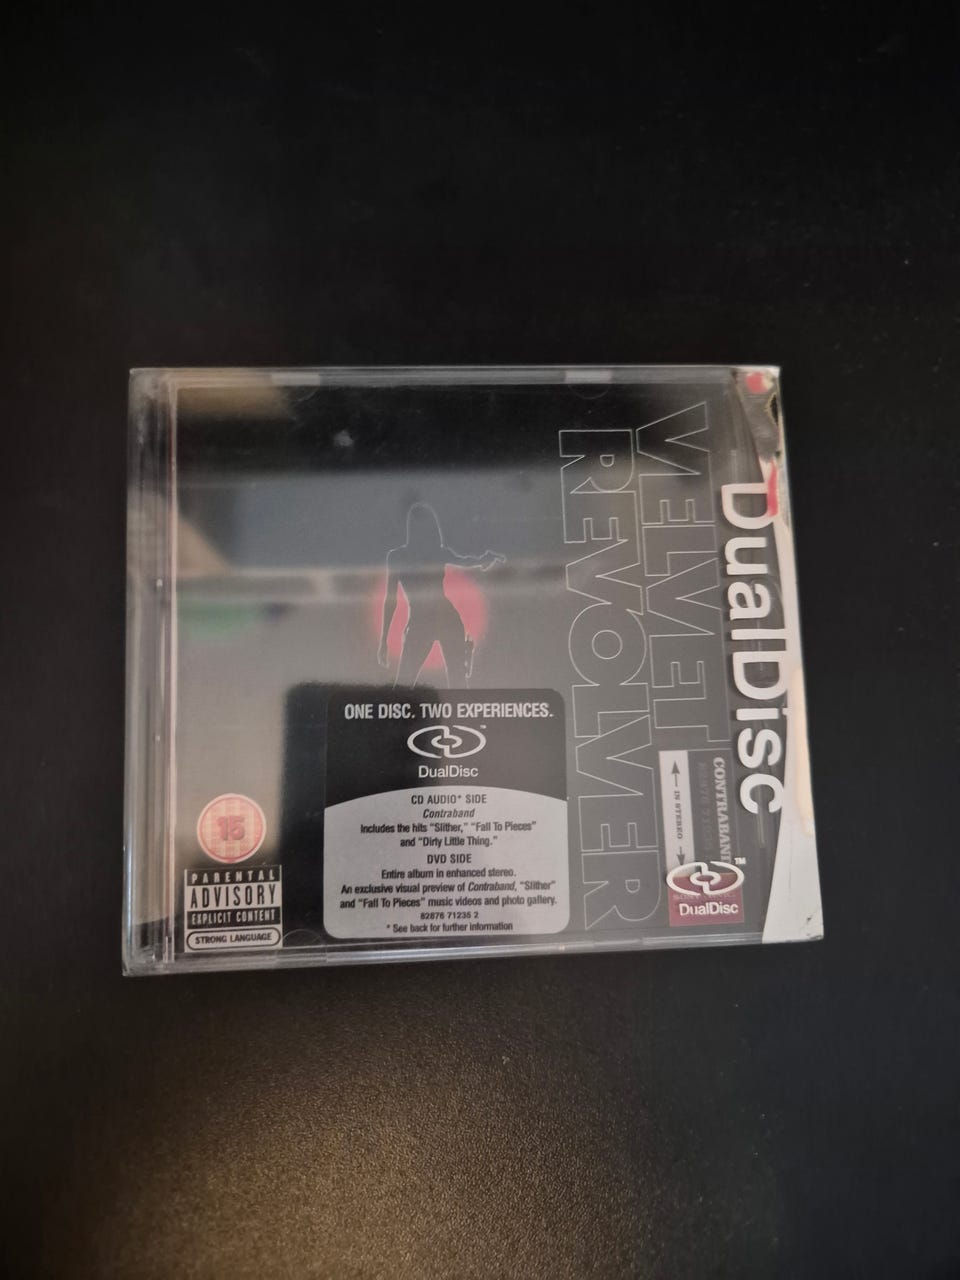 VELVET
REVOLVER
DualDisc
CONTRABAND
IN STEREO
DualDisc
ONE DISC. TWO EXPERIENCES.
DualDisc
CD AUDIO* SIDE
Contraband
Includes the hits "Slither," "Fall To Pieces"
and "Dirty Little Thing."
DVD SIDE
Entire album in enhanced stereo.
An exclusive visual preview of Contraband, "Slither"
and "Fall To Pieces" music videos and photo gallery.
82876 71235 2
* See back for further information
15
PARENTAL
ADVISORY
EXPLICIT CONTENT
STRONG LANGUAGE